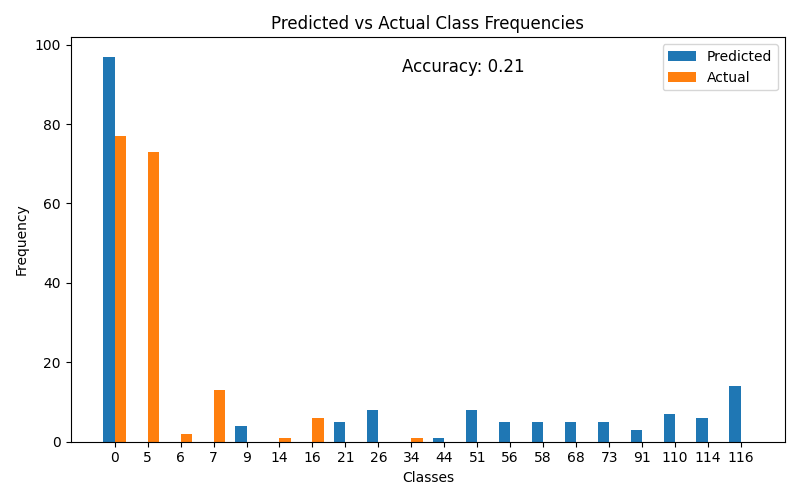 Predicted vs Actual Class Frequencies
Accuracy: 0.21
Predicted
Actual
Frequency
100
80
60
40
20
0
0 5 6 7 9 14 16 21 26 34 44 51 56 58 68 73 91 110 114 116
Classes